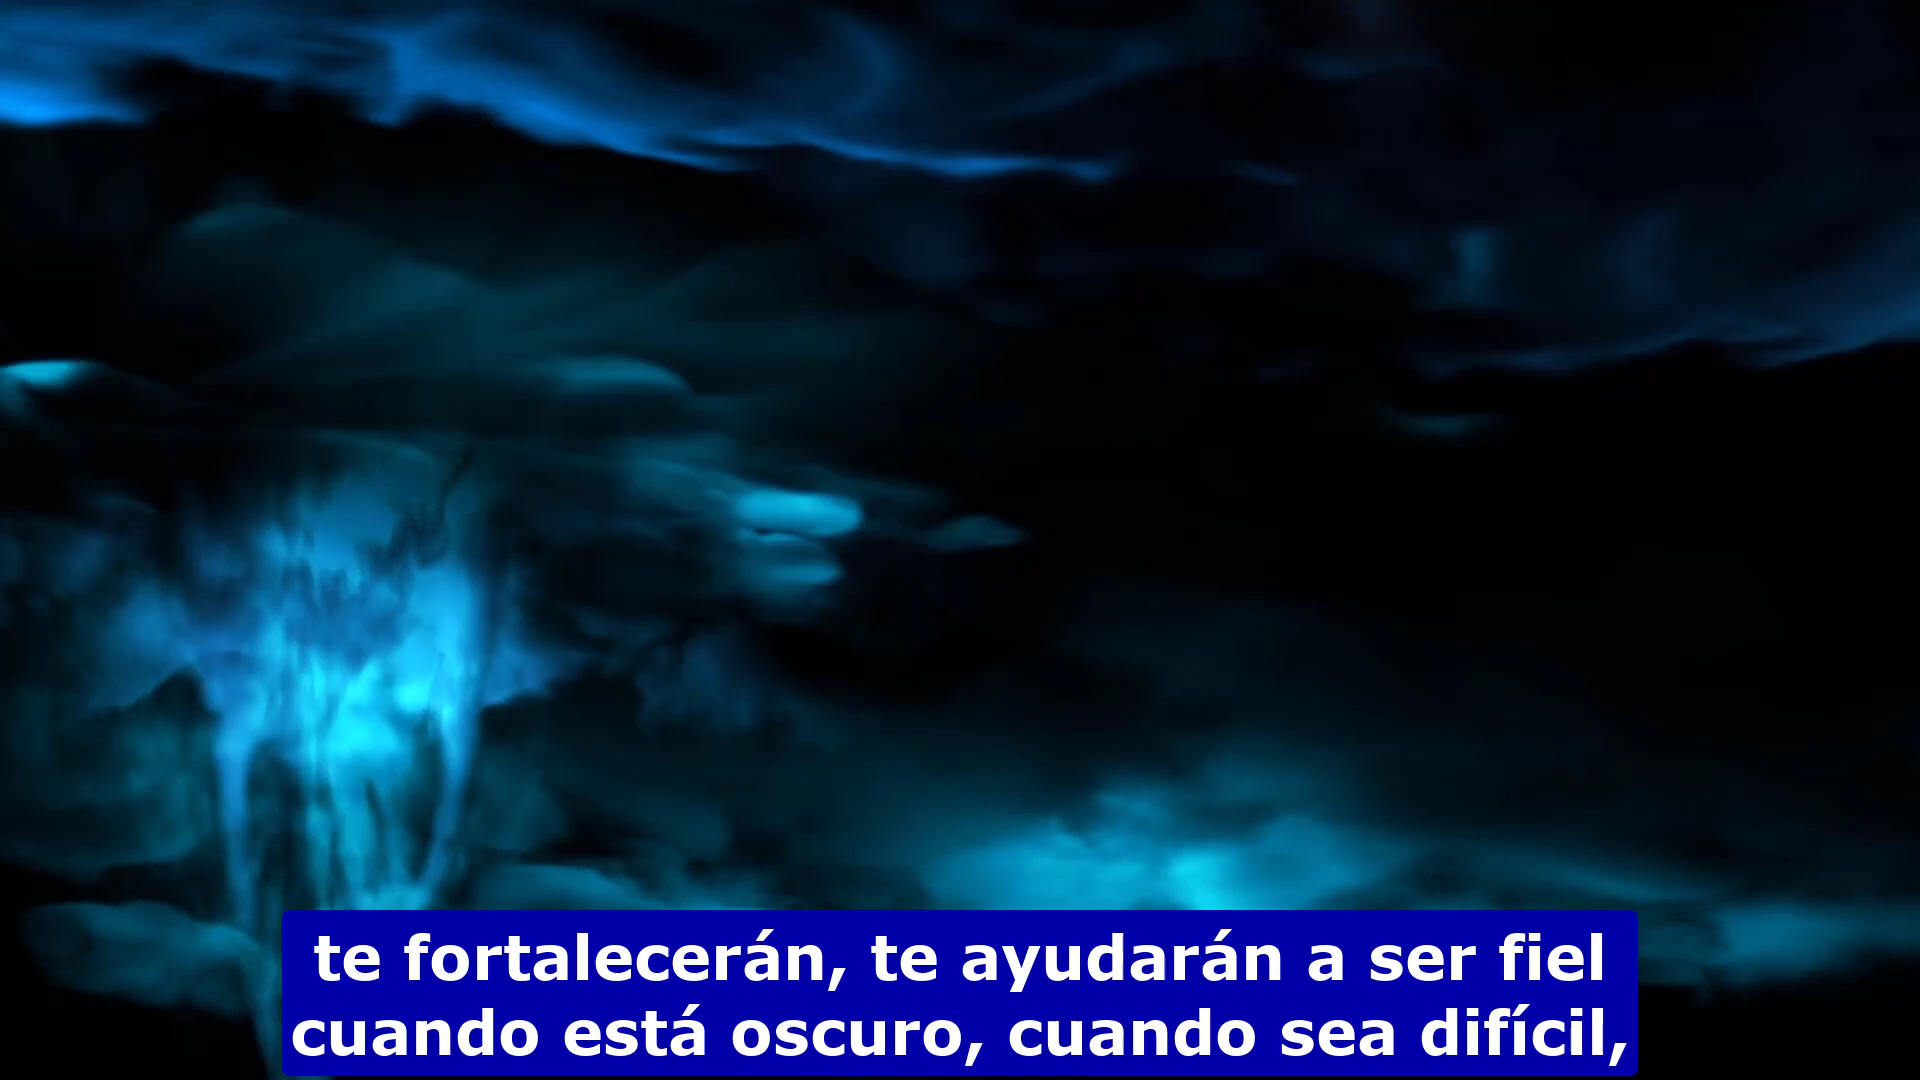 te fortalecerán, te ayudarán a ser fiel
cuando está oscuro, cuando sea difícil,